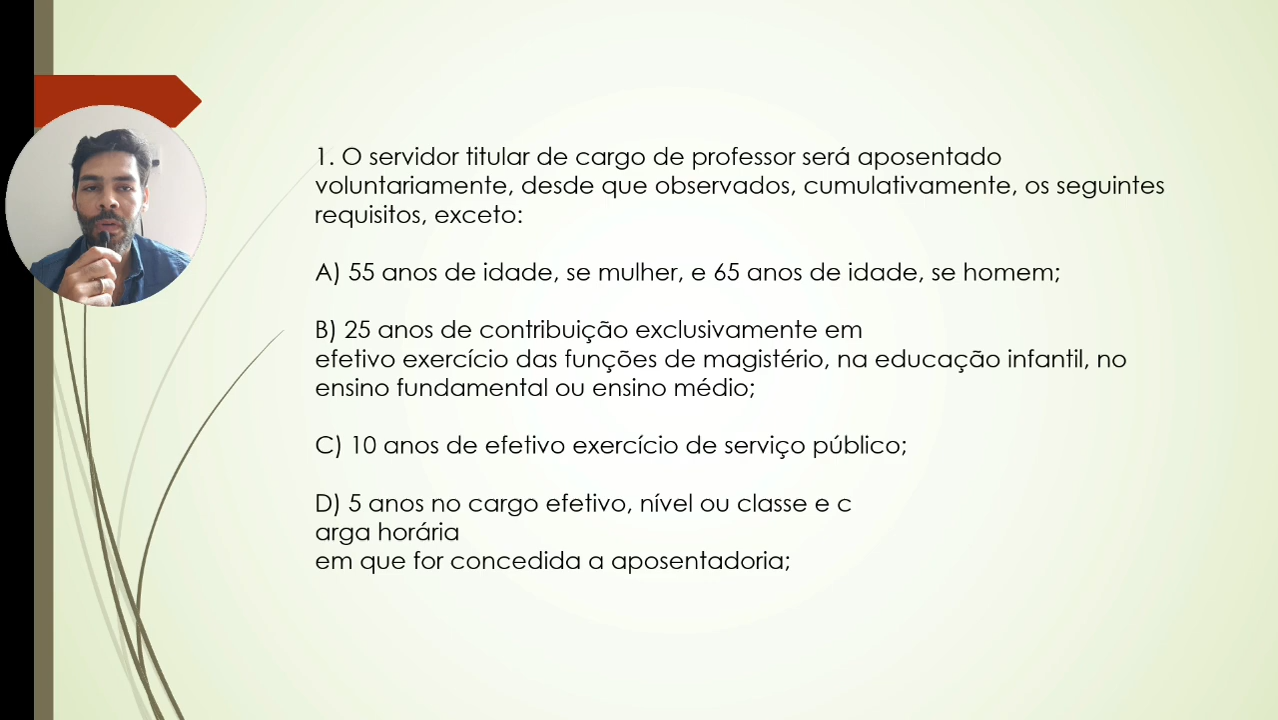 1. O servidor titular de cargo de professor será aposentado
voluntariamente, desde que observados, cumulativamente, os seguintes
requisitos, exceto:
A) 55 anos de idade, se mulher, e 65 anos de idade, se homem;
B) 25 anos de contribuição exclusivamente em
efetivo exercício das funções de magistério, na educação infantil, no
ensino fundamental ou ensino médio;
C) 10 anos de efetivo exercício de serviço público;
D) 5 anos no cargo efetivo, nível ou classe e c
arga horária
em que for concedida a aposentadoria;